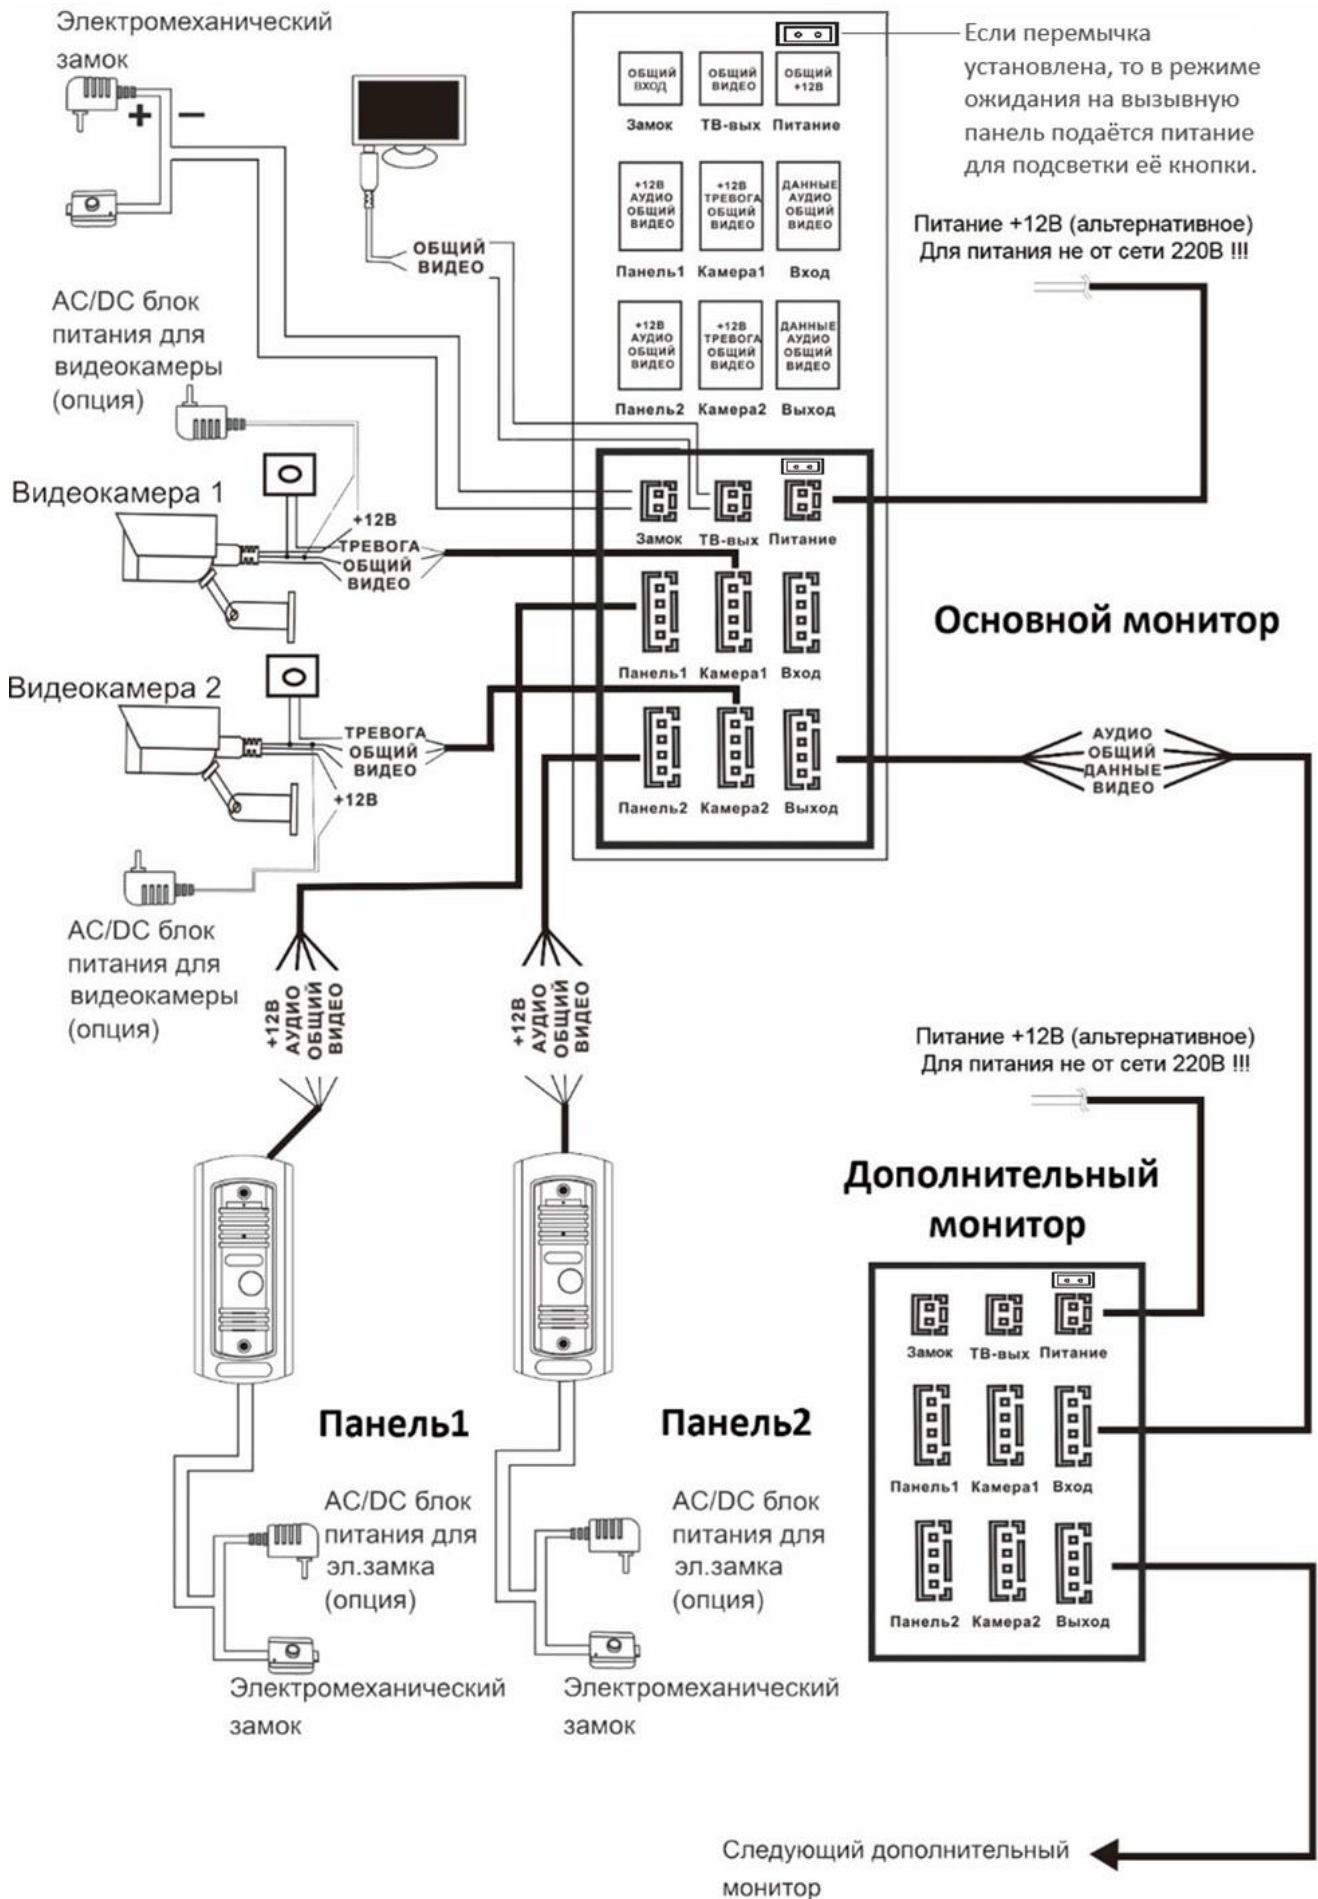 Электромеханический
замок
+ −
Если перемычка
установлена, то в режиме
ожидания на вызывную
панель подаётся питание
для подсветки её кнопки.
ОБЩИЙ
ВХОД
ОБЩИЙ
ВИДЕО
ОБЩИЙ
+12В
Замок ТВ-вых Питание
+12В
АУДИО
ОБЩИЙ
ВИДЕО
+12В
ТРЕВОГА
ОБЩИЙ
ВИДЕО
ДАННЫЕ
АУДИО
ОБЩИЙ
ВИДЕО
Панель1 Камера1 Вход
+12В
АУДИО
ОБЩИЙ
ВИДЕО
+12В
ТРЕВОГА
ОБЩИЙ
ВИДЕО
ДАННЫЕ
АУДИО
ОБЩИЙ
ВИДЕО
Панель2 Камера2 Выход
Питание +12В (альтернативное)
Для питания не от сети 220В !!!
ОБЩИЙ
ВИДЕО
AC/DC блок
питания для
видеокамеры
(опция)
Видеокамера 1
+12В
ТРЕВОГА
ОБЩИЙ
ВИДЕО
Замок ТВ-вых Питание
Панель1 Камера1 Вход
Панель2 Камера2 Выход
Основной монитор
Видеокамера 2
ТРЕВОГА
ОБЩИЙ
ВИДЕО
+12В
АУДИО
ОБЩИЙ
ДАННЫЕ
ВИДЕО
AC/DC блок
питания для
видеокамеры
(опция)
+12В
АУДИО
ОБЩИЙ
ВИДЕО
+12В
АУДИО
ОБЩИЙ
ВИДЕО
Питание +12В (альтернативное)
Для питания не от сети 220В !!!
Дополнительный
монитор
Замок ТВ-вых Питание
Панель1 Камера1 Вход
Панель2 Камера2 Выход
Панель1
Панель2
AC/DC блок
питания для
эл.замка
(опция)
AC/DC блок
питания для
эл.замка
(опция)
Электромеханический
замок
Электромеханический
замок
Следующий дополнительный
монитор